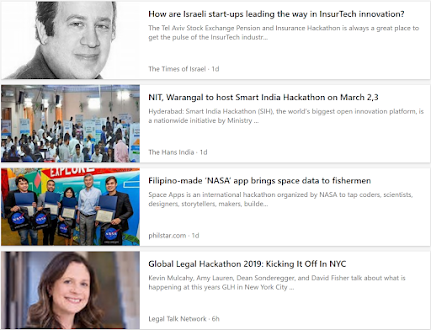 How are Israeli start-ups leading the way in InsurTech innovation?
The Tel Aviv Stock Exchange Pension and Insurance Hackathon is always a great place to
get the pulse of the InsurTech industr...
The Times of Israel · 1d
NIT, Warangal to host Smart India Hackathon on March 2,3
Hyderabad: Smart India Hackathon (SIH), the world's biggest open innovation platform, is
a nationwide initiative by Ministry ...
The Hans India · 1d
EXPLORE
Filipino-made 'NASA' app brings space data to fishermen
Space Apps is an international hackathon organized by NASA to tap coders, scientists,
designers, storytellers, makers, builde...
philstar.com · 1d
Global Legal Hackathon 2019: Kicking It Off In NYC
Kevin Mulcahy, Amy Lauren, Dean Sonderegger, and David Fisher talk about what is
happening at this years GLH in New York City ...
Legal Talk Network · 6h